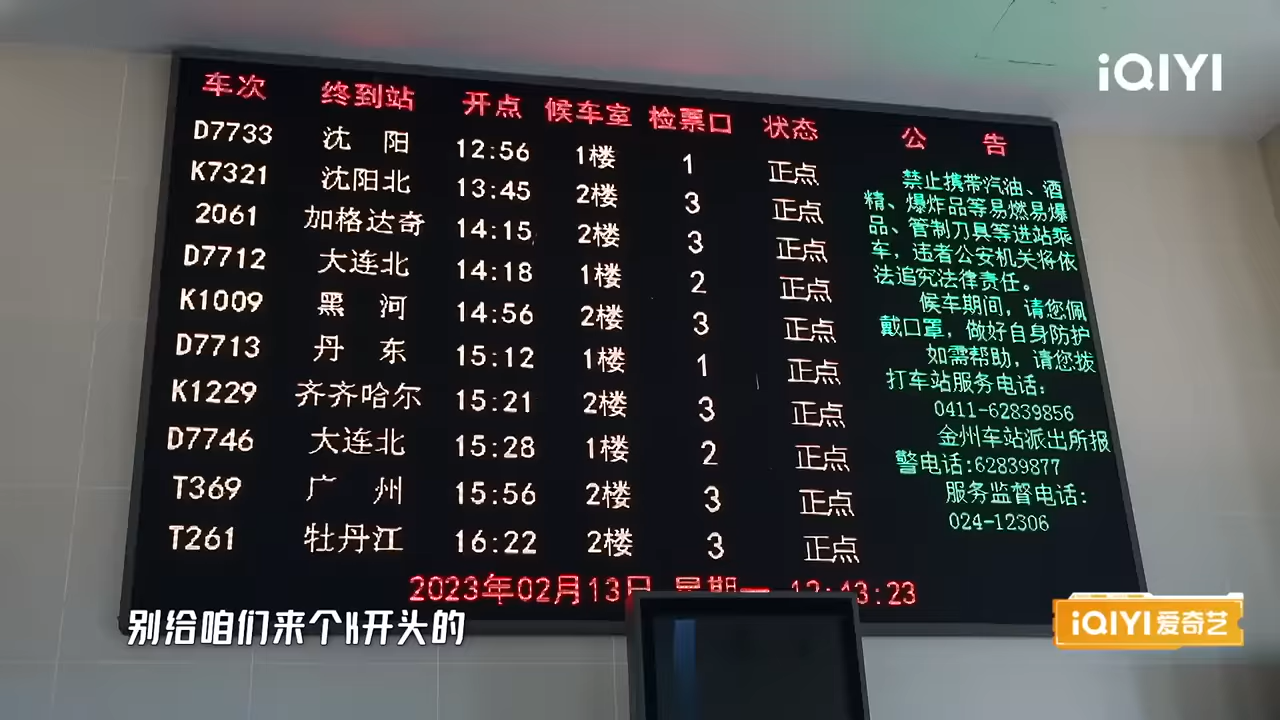 iQIYI
车次 终到站 开点 候车室 检票口 状态
D7733 沈阳 12:56 1楼 1 正点
K7321 沈阳北 13:45 2楼 3 正点
2061 加格达奇 14:15 2楼 3 正点
D7712 大连北 14:18 1楼 2 正点
K1009 黑河 14:56 2楼 3 正点
D7713 丹东 15:12 1楼 1 正点
K1229 齐齐哈尔 15:21 2楼 3 正点
D7746 大连北 15:28 1楼 2 正点
T369 广州 15:56 2楼 3 正点
T261 牡丹江 16:22 2楼 3 正点
公告
禁止携带汽油、酒
精、爆炸品等易燃易爆
品、管制刀具等进站乘
车,违者公安机关将依
法追究法律责任。
候车期间,请您佩
戴口罩,做好自身防护
如需帮助,请您拨
打车站服务电话:
0411-62839856
金州车站派出所报
警电话:62839877
服务监督电话:
024-12306
2023年02月13日 星期一 12:43:23
别给咱们来个K开头的
iQIYI爱奇艺